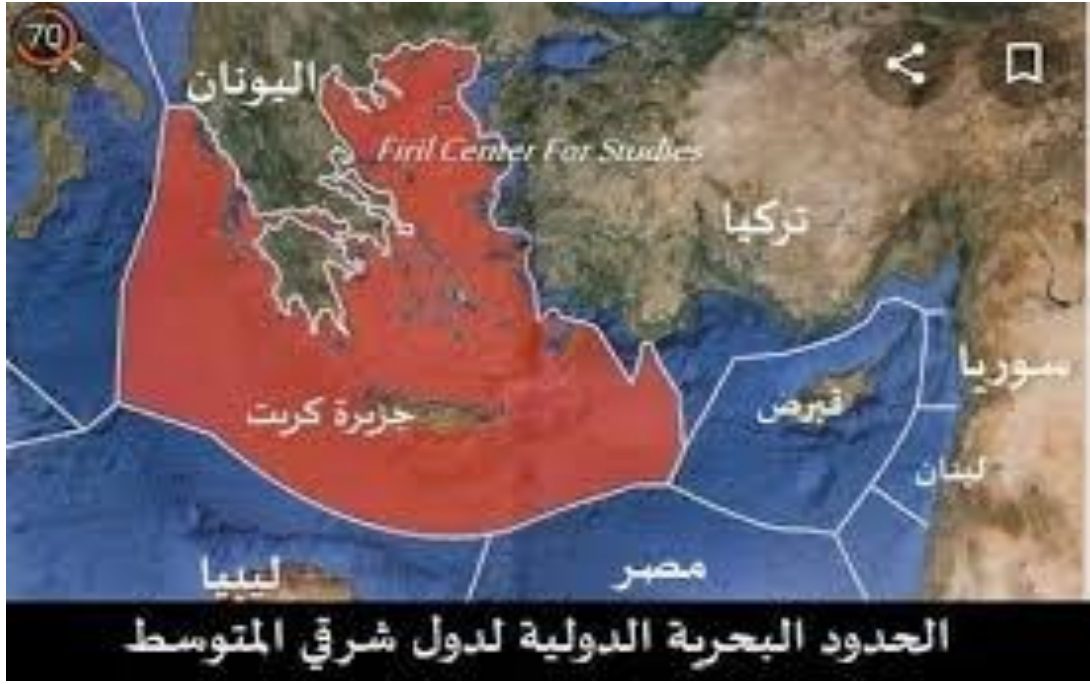 70
اليونان
Firil Center For Studies
تركيا
سوريا
قبرص
جزيرة كريت
لبنان
ليبيا
مصر
الحدود البحرية الدولية لدول شرقي المتوسط